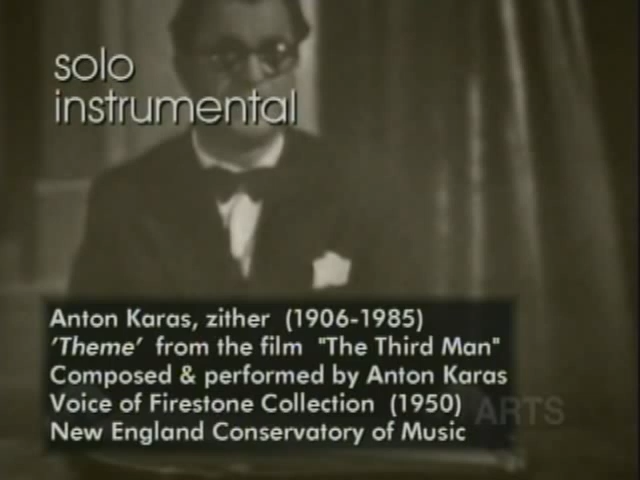 solo
instrumental
Anton Karas, zither (1906-1985)
'Theme' from the film "The Third Man"
Composed & performed by Anton Karas
Voice of Firestone Collection (1950)
New England Conservatory of Music
ARTS